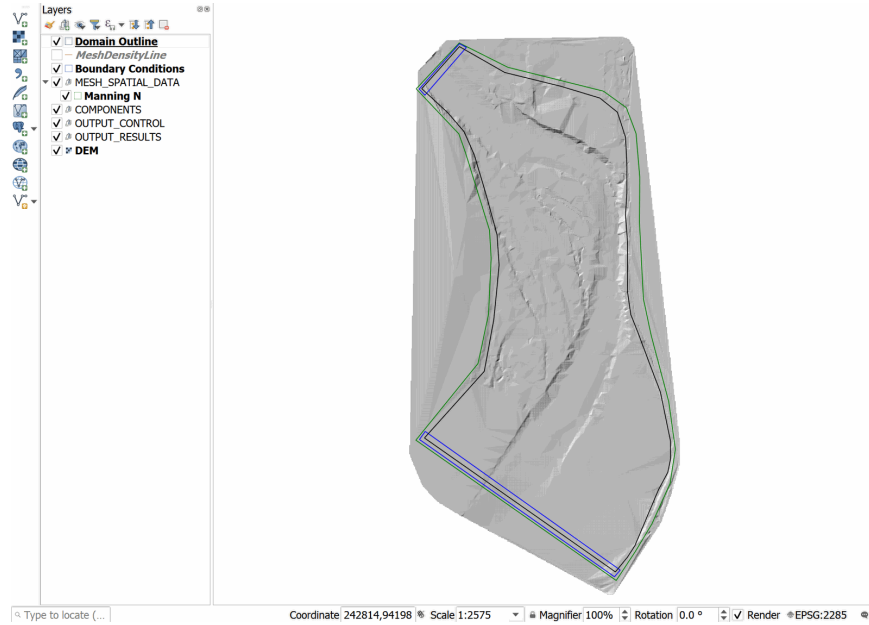 Layers
Domain Outline
MeshDensityLine
Boundary Conditions
MESH_SPATIAL_DATA
Manning N
COMPONENTS
OUTPUT_CONTROL
OUTPUT_RESULTS
DEM
Type to locate (... Coordinate 242814,94198 Scale 1:2575 Magnifier 100% Rotation 0.0 ° Render EPSG:2285